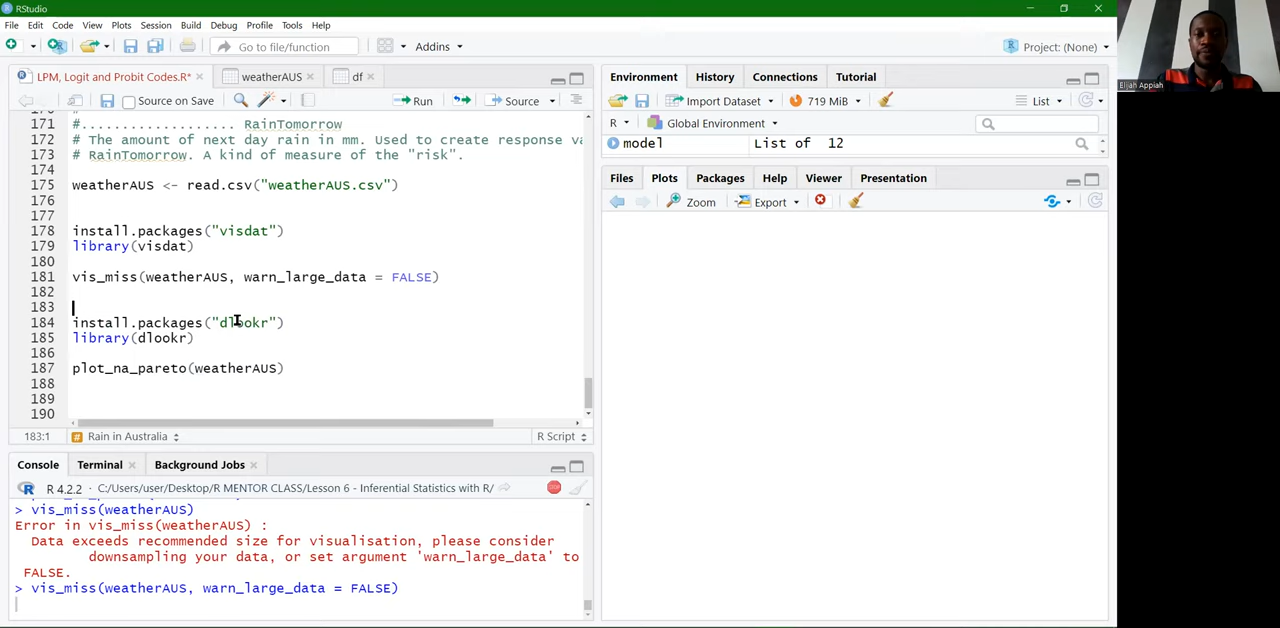 RStudio
File Edit Code View Plots Session Build Debug Profile Tools Help
Go to file/function Addins Project: (None)
LPM, Logit and Probit Codes.R* weatherAUS df
Source on Save Run Source
171 #.................. RainTomorrow
172 # The amount of next day rain in mm. Used to create response va
173 # RainTomorrow. A kind of measure of the "risk".
174
175 weatherAUS <- read.csv("weatherAUS.csv")
176
177
178 install.packages("visdat")
179 library(visdat)
180
181 vis_miss(weatherAUS, warn_large_data = FALSE)
182
183
184 install.packages("dlookr")
185 library(dlookr)
186
187 plot_na_pareto(weatherAUS)
188
189
190
183:1 Rain in Australia R Script
Console Terminal Background Jobs
R 4.2.2 · C:/Users/user/Desktop/R MENTOR CLASS/Lesson 6 - Inferential Statistics with R/
> vis_miss(weatherAUS)
Error in vis_miss(weatherAUS) :
Data exceeds recommended size for visualisation, please consider
downsampling your data, or set argument 'warn_large_data' to
FALSE.
> vis_miss(weatherAUS, warn_large_data = FALSE)
Environment History Connections Tutorial
Import Dataset 719 MiB List
R Global Environment
model List of 12
Files Plots Packages Help Viewer Presentation
Zoom Export
Elijah Appiah